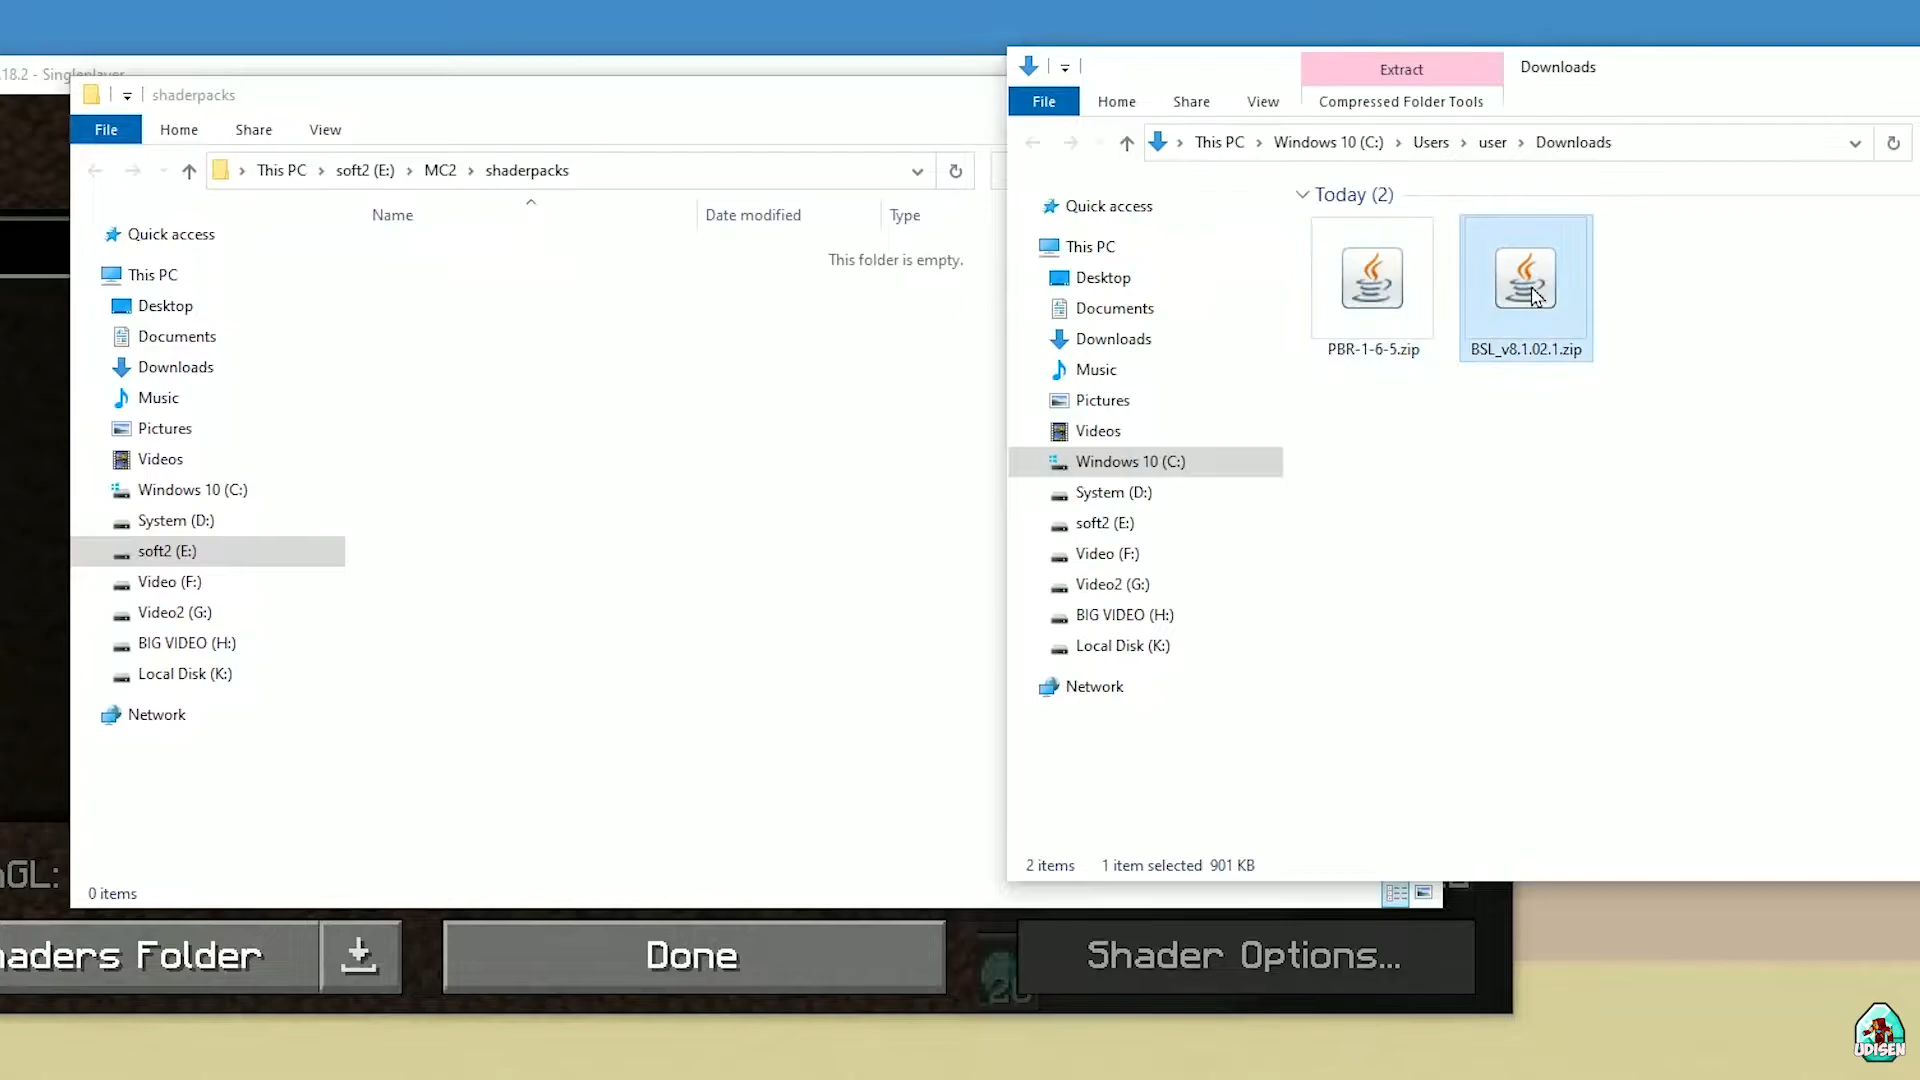 .18.2 - Singleplayer
shaderpacks
File Home Share View
This PC soft2 (E:) MC2 shaderpacks
Name Date modified Type
This folder is empty.
Quick access
This PC
Desktop
Documents
Downloads
Music
Pictures
Videos
Windows 10 (C:)
System (D:)
soft2 (E:)
Video (F:)
Video2 (G:)
BIG VIDEO (H:)
Local Disk (K:)
Network
0 items
Extract Downloads
File Home Share View Compressed Folder Tools
This PC Windows 10 (C:) Users user Downloads
Today (2)
PBR-1-6-5.zip BSL_v8.1.02.1.zip
Quick access
This PC
Desktop
Documents
Downloads
Music
Pictures
Videos
Windows 10 (C:)
System (D:)
soft2 (E:)
Video (F:)
Video2 (G:)
BIG VIDEO (H:)
Local Disk (K:)
Network
2 items 1 item selected 901 KB
nGL:
haders Folder Done Shader Options...
UDISEN